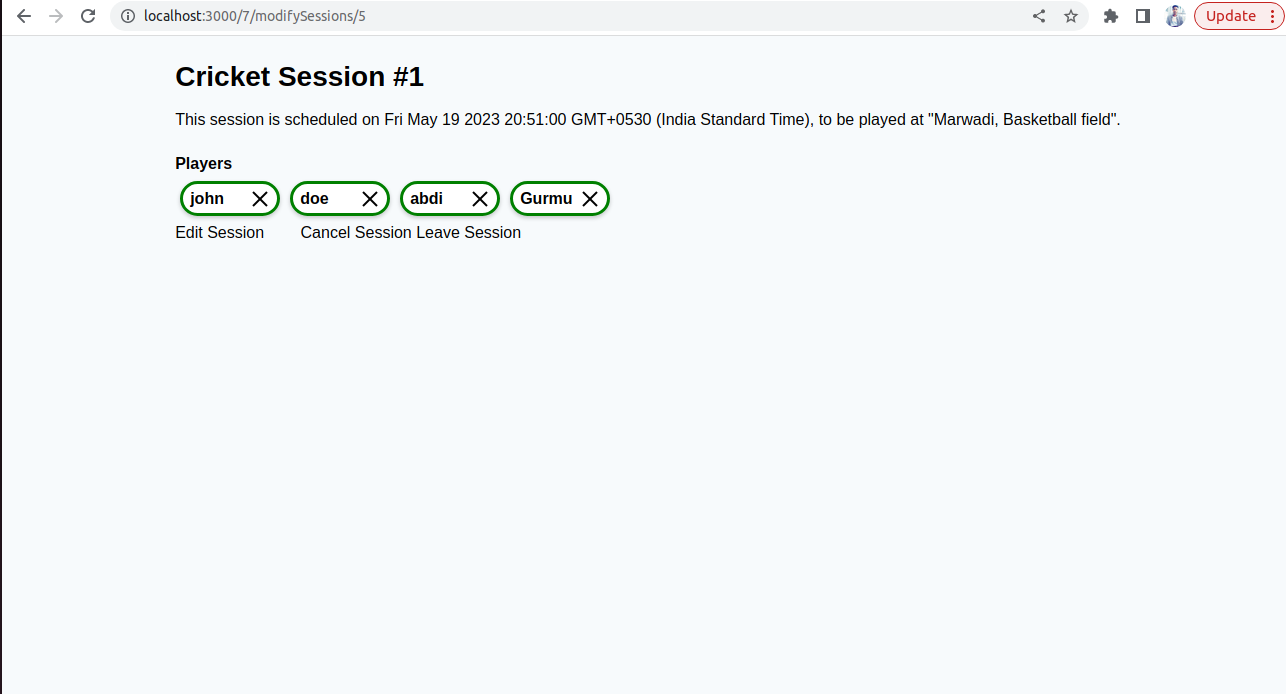 localhost:3000/7/modifySessions/5
Update
Cricket Session #1
This session is scheduled on Fri May 19 2023 20:51:00 GMT+0530 (India Standard Time), to be played at "Marwadi, Basketball field".
Players
john doe abdi Gurmu
Edit Session Cancel Session Leave Session